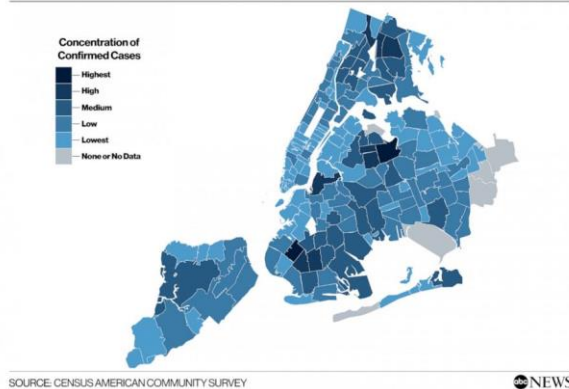 Concentration of
Confirmed Cases
Highest
High
Medium
Low
Lowest
None or No Data
SOURCE: CENSUS AMERICAN COMMUNITY SURVEY
abc NEWS